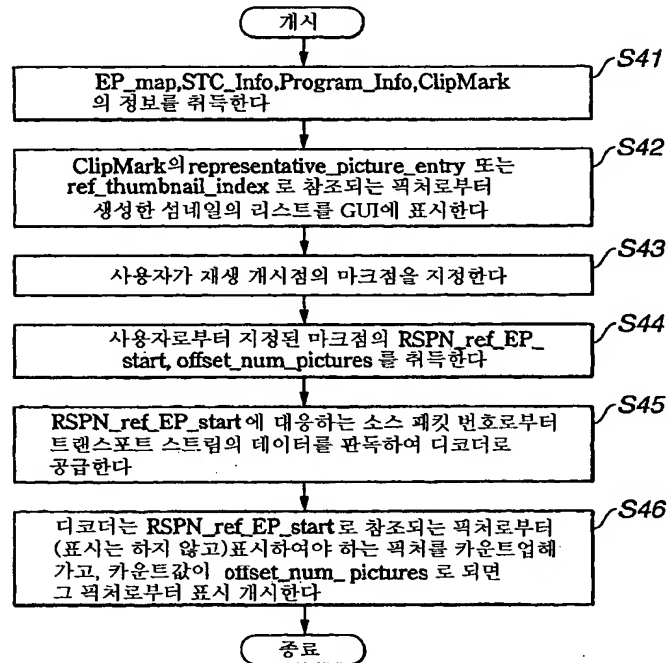 개시
S41
EP_map,STC_Info,Program_Info,ClipMark
의 정보를 취득한다
S42
ClipMark의 representative_picture_entry 또는
ref_thumbnail_index 로 참조되는 픽처로부터
생성한 섬네일의 리스트를 GUI에 표시한다
S43
사용자가 재생 개시점의 마크점을 지정한다
S44
사용자로부터 지정된 마크점의 RSPN_ref_EP_
start, offset_num_pictures 를 취득한다
S45
RSPN_ref_EP_start 에 대응하는 소스 패킷 번호로부터
트랜스포트 스트림의 데이터를 판독하여 디코더로
공급한다
S46
디코더는 RSPN_ref_EP_start 로 참조되는 픽처로부터
(표시는 하지 않고)표시하여야 하는 픽처를 카운트업해
가고, 카운트값이 offset_num_ pictures 로 되면
그 픽처로부터 표시 개시한다
종료